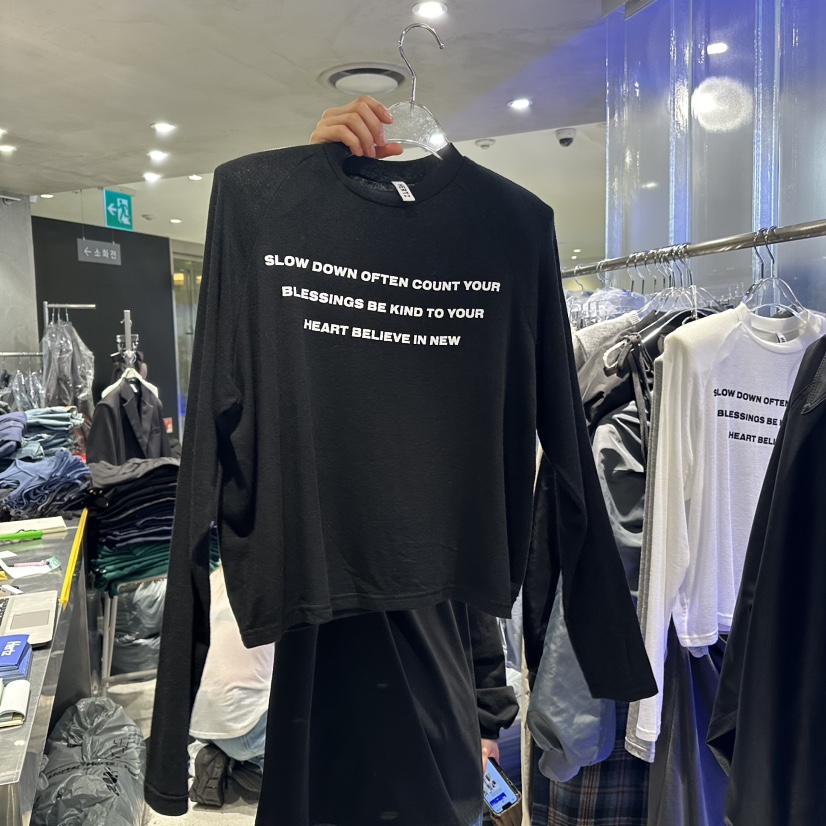 ← 소화전
SLOW DOWN OFTEN COUNT YOUR
BLESSINGS BE KIND TO YOUR
HEART BELIEVE IN NEW
SLOW DOWN OFTEN
BLESSINGS BE
HEART
Hertz